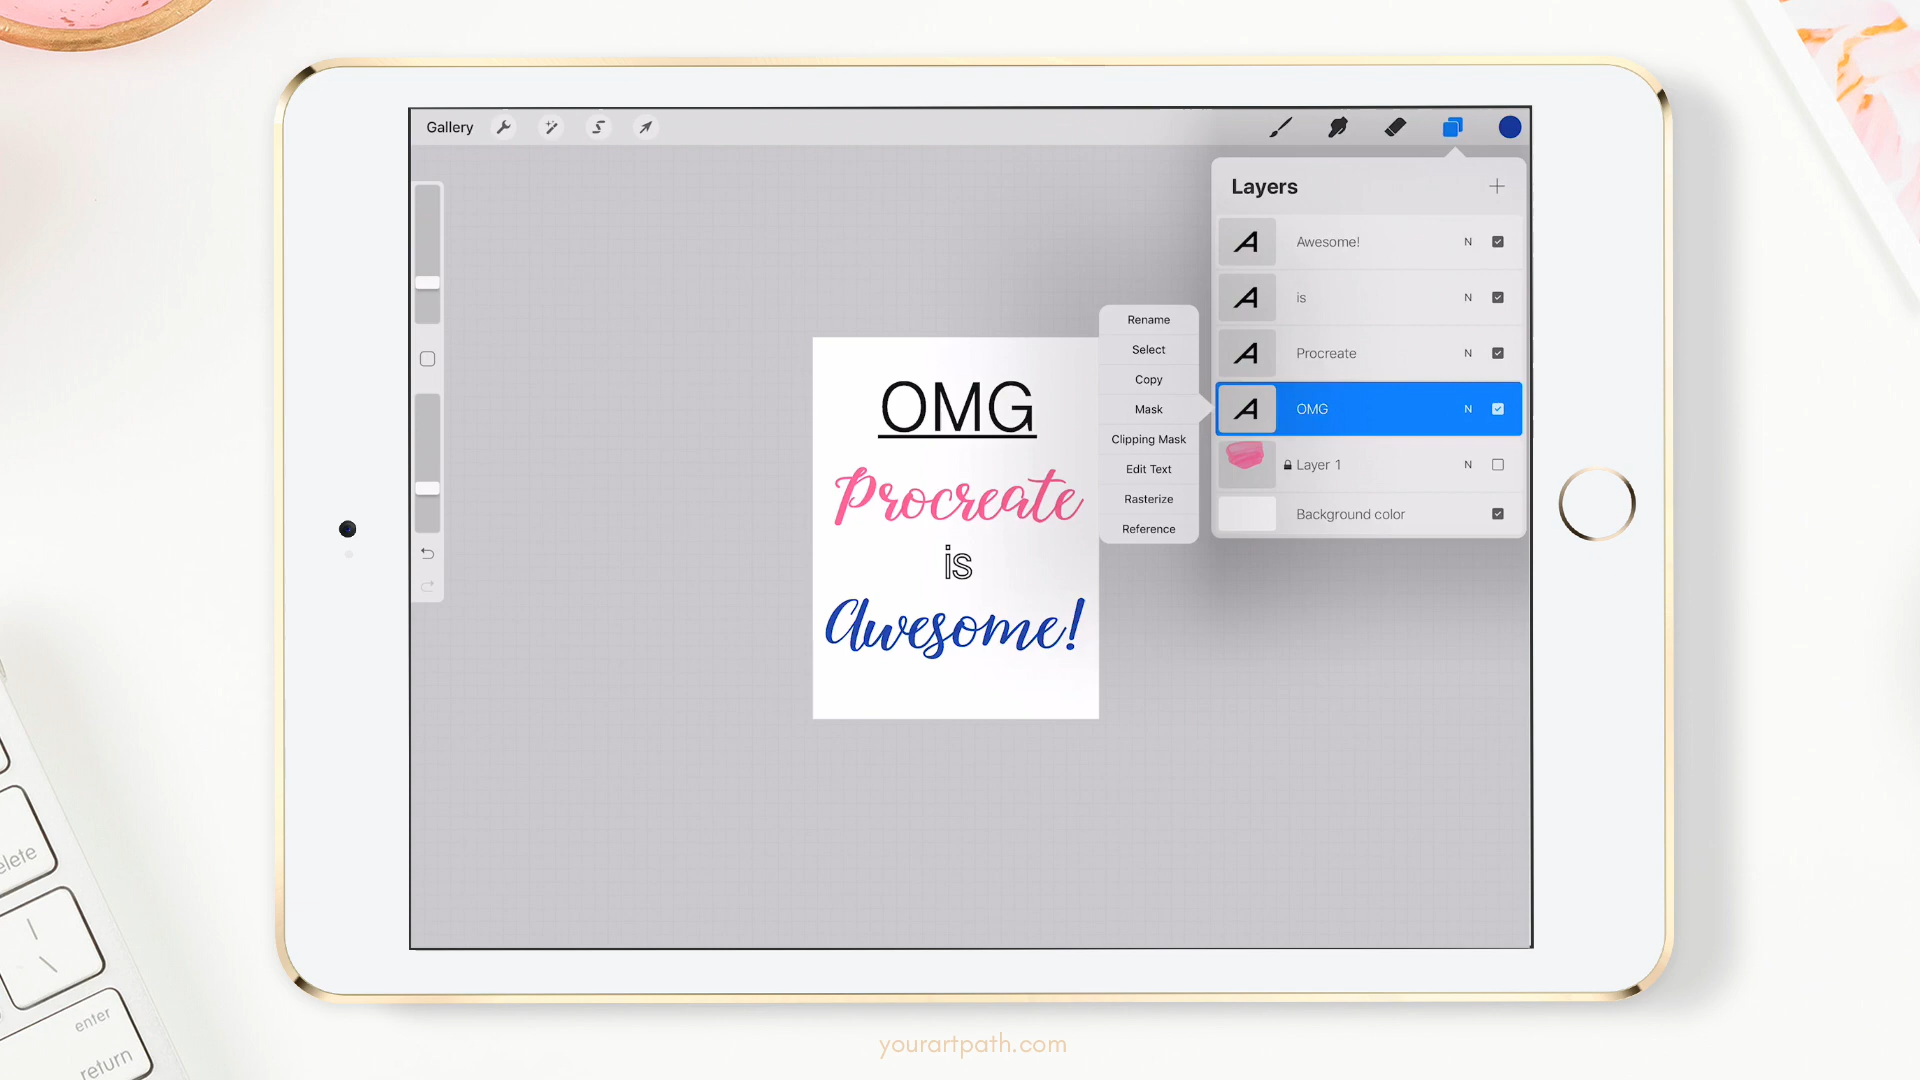 Gallery
Layers
A Awesome! N
A is N
A Procreate N
A OMG N
Layer 1 N
Background color
Rename
Select
Copy
Mask
Clipping Mask
Edit Text
Rasterize
Reference
OMG
Procreate
is
Awesome!
elete
\
enter
return
yourartpath.com